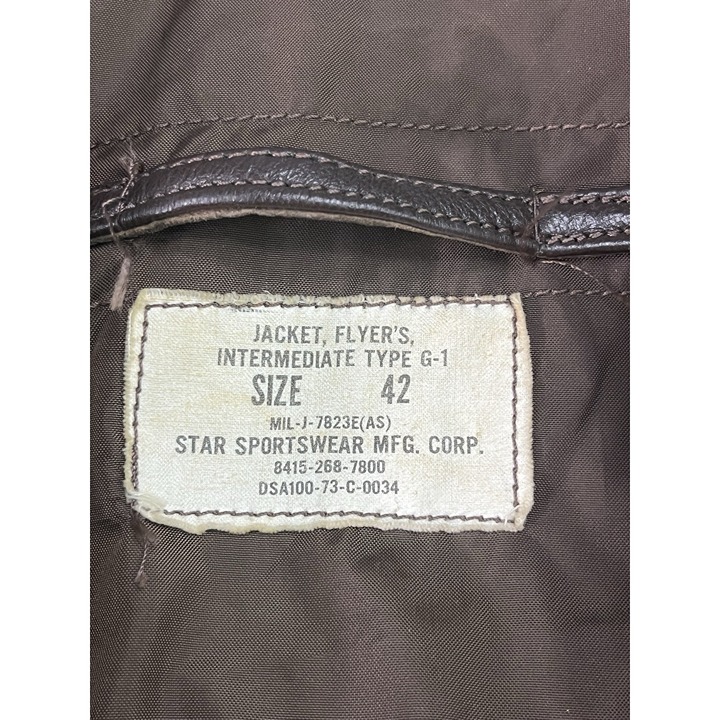 JACKET, FLYER'S,
INTERMEDIATE TYPE G-1
SIZE 42
MIL-J-7823E(AS)
STAR SPORTSWEAR MFG. CORP.
8415-268-7800
DSA100-73-C-0034